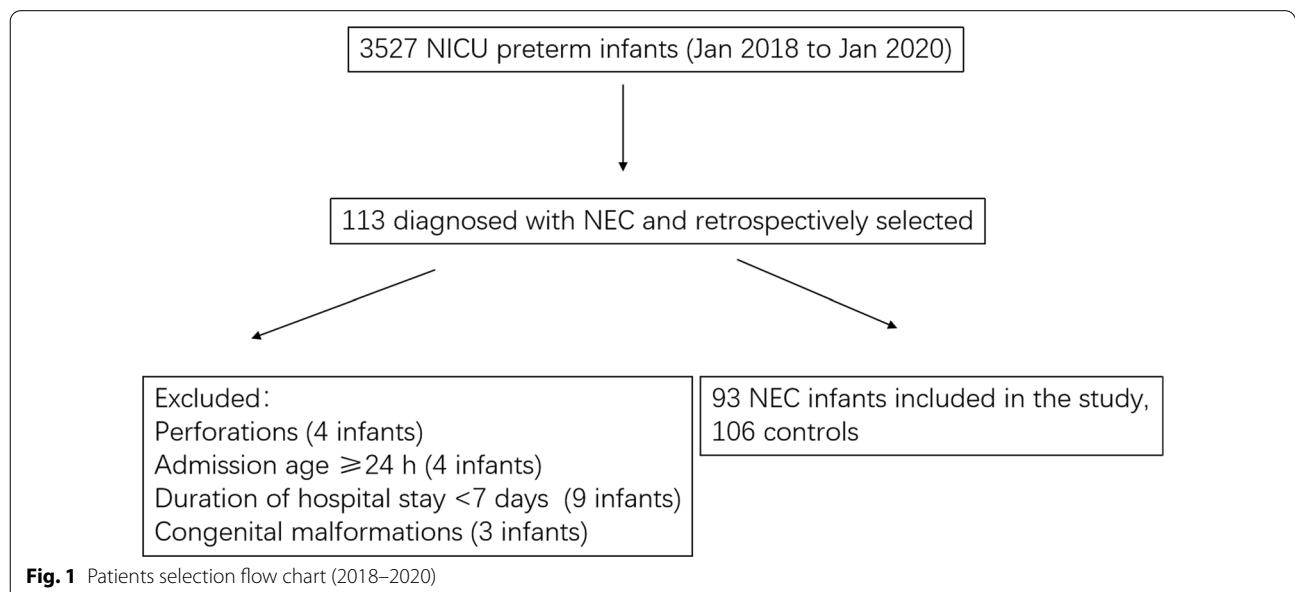 3527 NICU preterm infants (Jan 2018 to Jan 2020)
113 diagnosed with NEC and retrospectively selected
Excluded:
Perforations (4 infants)
Admission age ⩾24 h (4 infants)
Duration of hospital stay <7 days (9 infants)
Congenital malformations (3 infants)
93 NEC infants included in the study,
106 controls
Fig. 1 Patients selection flow chart (2018–2020)